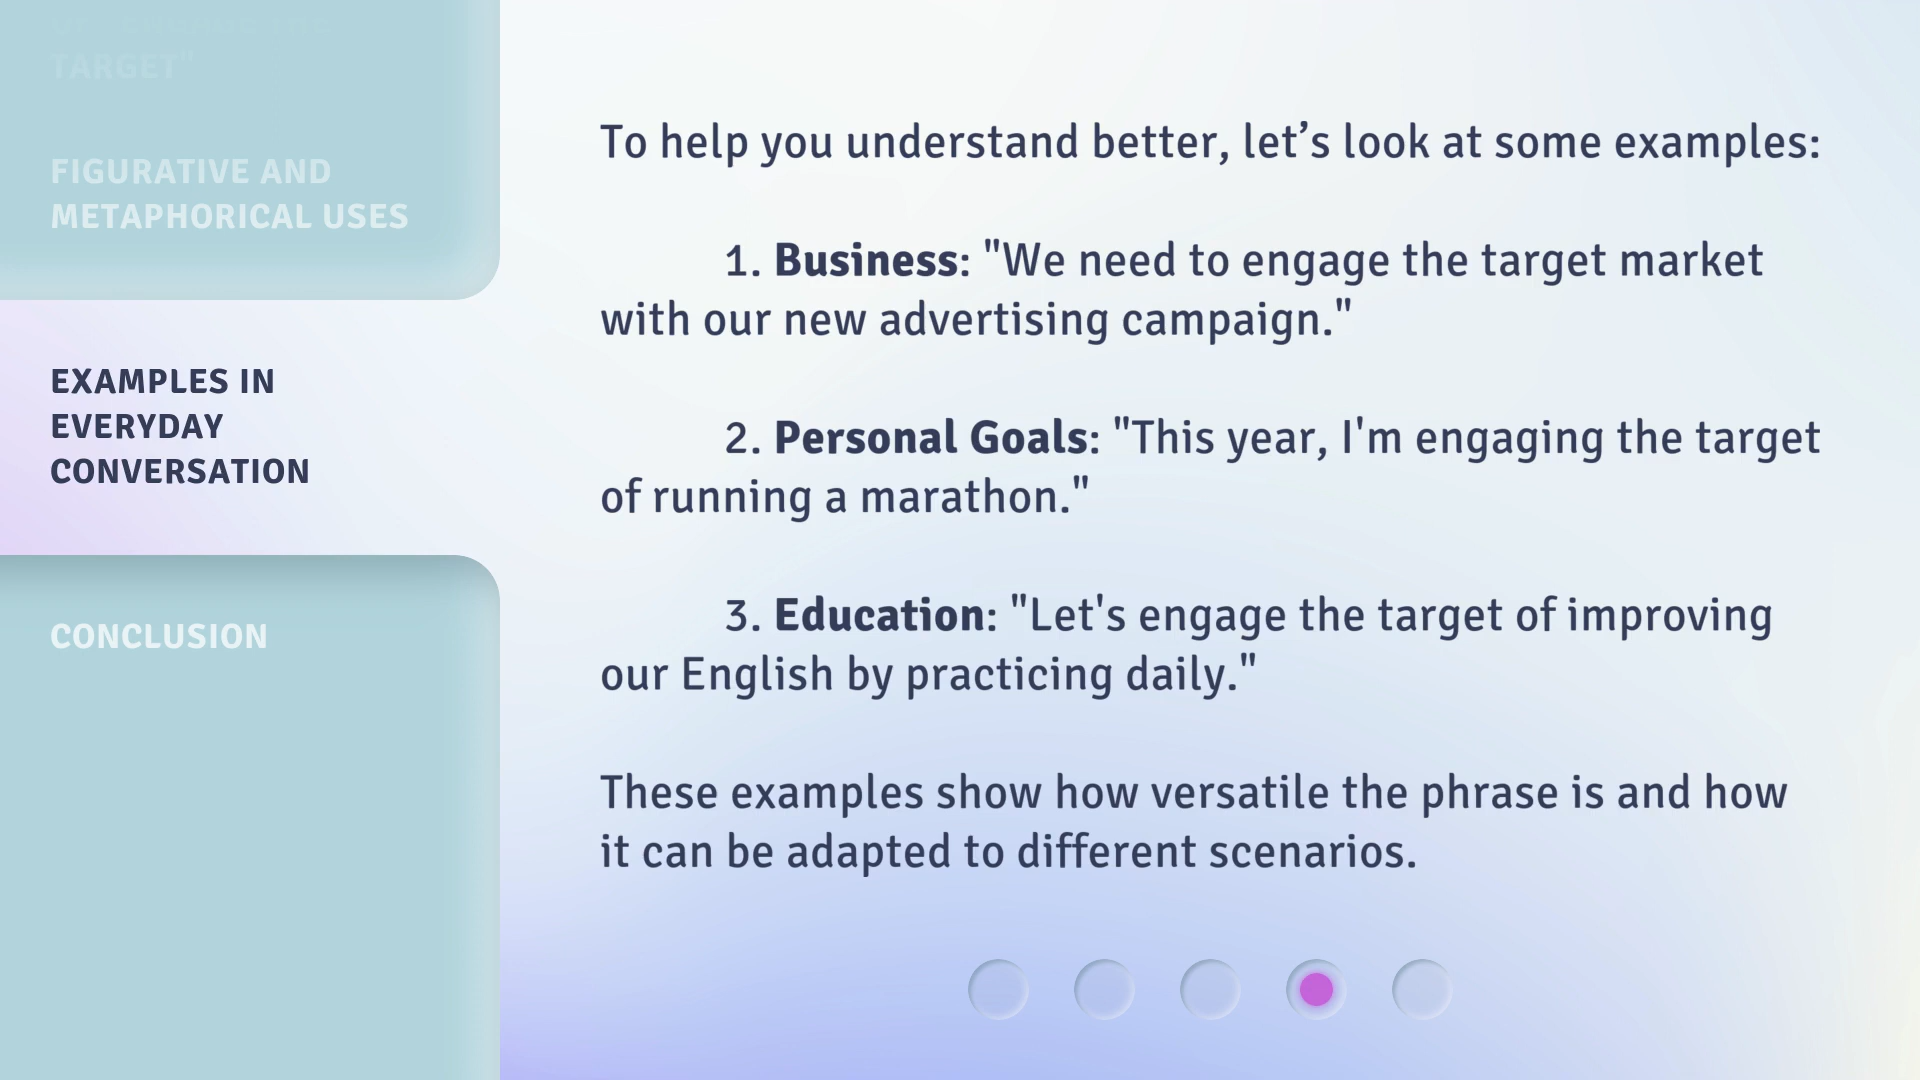 TARGET"
FIGURATIVE AND
METAPHORICAL USES
EXAMPLES IN
EVERYDAY
CONVERSATION
CONCLUSION
To help you understand better, let’s look at some examples:
1. Business: "We need to engage the target market
with our new advertising campaign."
2. Personal Goals: "This year, I'm engaging the target
of running a marathon."
3. Education: "Let's engage the target of improving
our English by practicing daily."
These examples show how versatile the phrase is and how
it can be adapted to different scenarios.